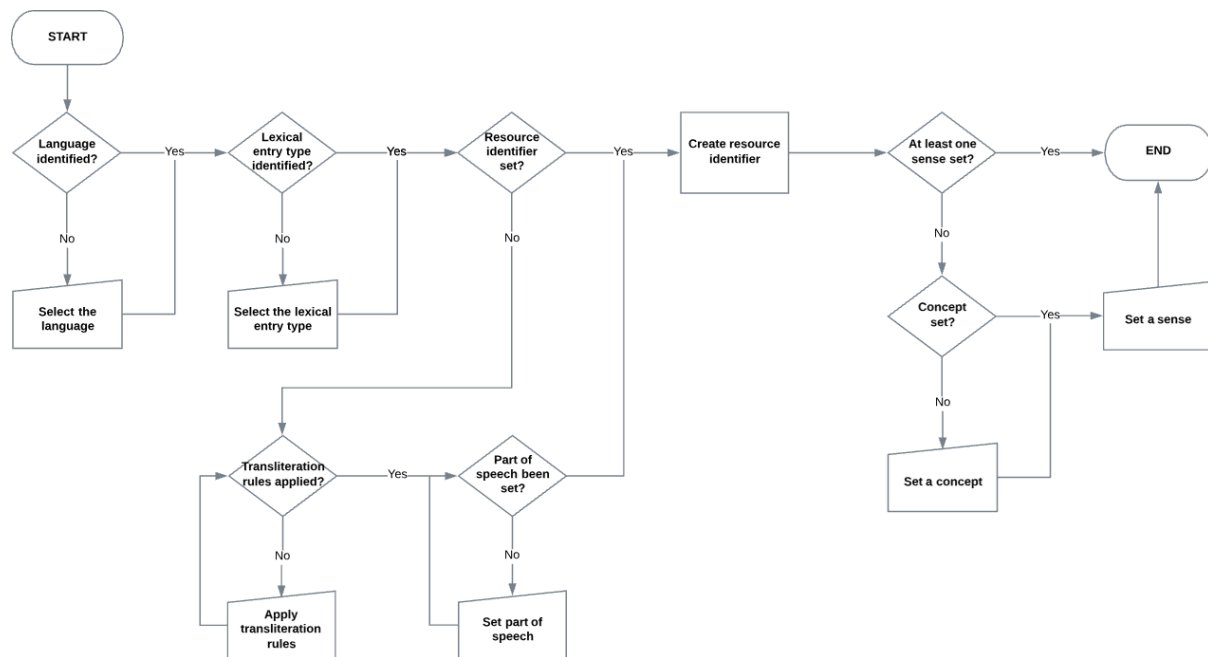 START
Language
identified?
Yes
Lexical
entry type
identified?
Yes
Resource
identifier
set?
Yes
Create resource
identifier
At least one
sense set?
Yes
END
No
Select the
language
No
Select the lexical
entry type
No
No
Concept
set?
Yes
Set a sense
No
Set a concept
Transliteration
rules applied?
Yes
Part of
speech been
set?
No
Apply
transliteration
rules
No
Set part of
speech